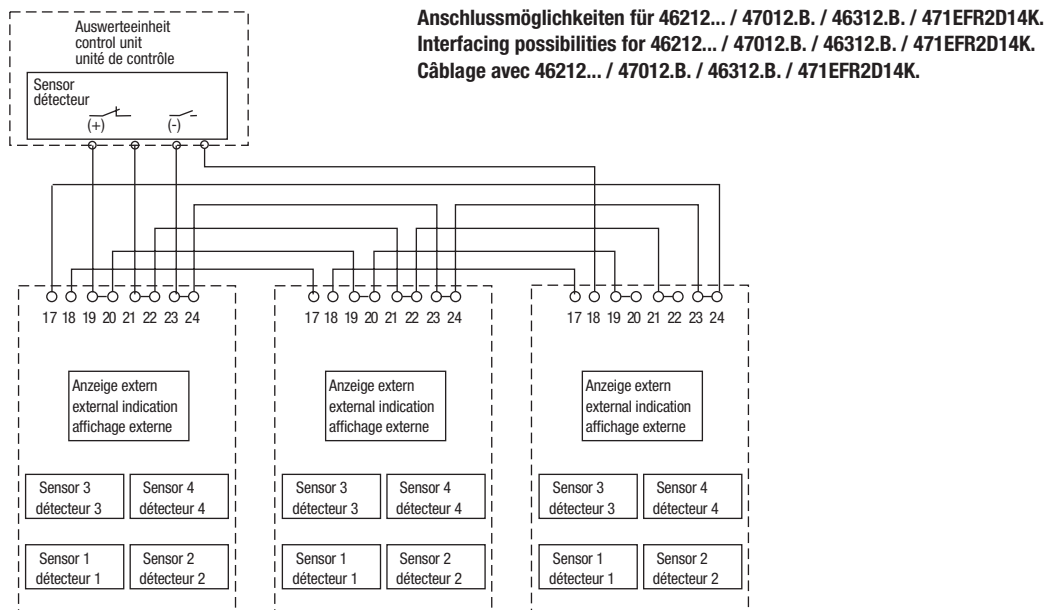 Auswerteeinheit
control unit
unité de contrôle
Sensor
détecteur
(+) (-)
Anschlussmöglichkeiten für 46212... / 47012.B. / 46312.B. / 471EFR2D14K.
Interfacing possibilities for 46212... / 47012.B. / 46312.B. / 471EFR2D14K.
Câblage avec 46212... / 47012.B. / 46312.B. / 471EFR2D14K.
17 18 19 20 21 22 23 24
Anzeige extern
external indication
affichage externe
Sensor 3
détecteur 3
Sensor 4
détecteur 4
Sensor 1
détecteur 1
Sensor 2
détecteur 2
17 18 19 20 21 22 23 24
Anzeige extern
external indication
affichage externe
Sensor 3
détecteur 3
Sensor 4
détecteur 4
Sensor 1
détecteur 1
Sensor 2
détecteur 2
17 18 19 20 21 22 23 24
Anzeige extern
external indication
affichage externe
Sensor 3
détecteur 3
Sensor 4
détecteur 4
Sensor 1
détecteur 1
Sensor 2
détecteur 2